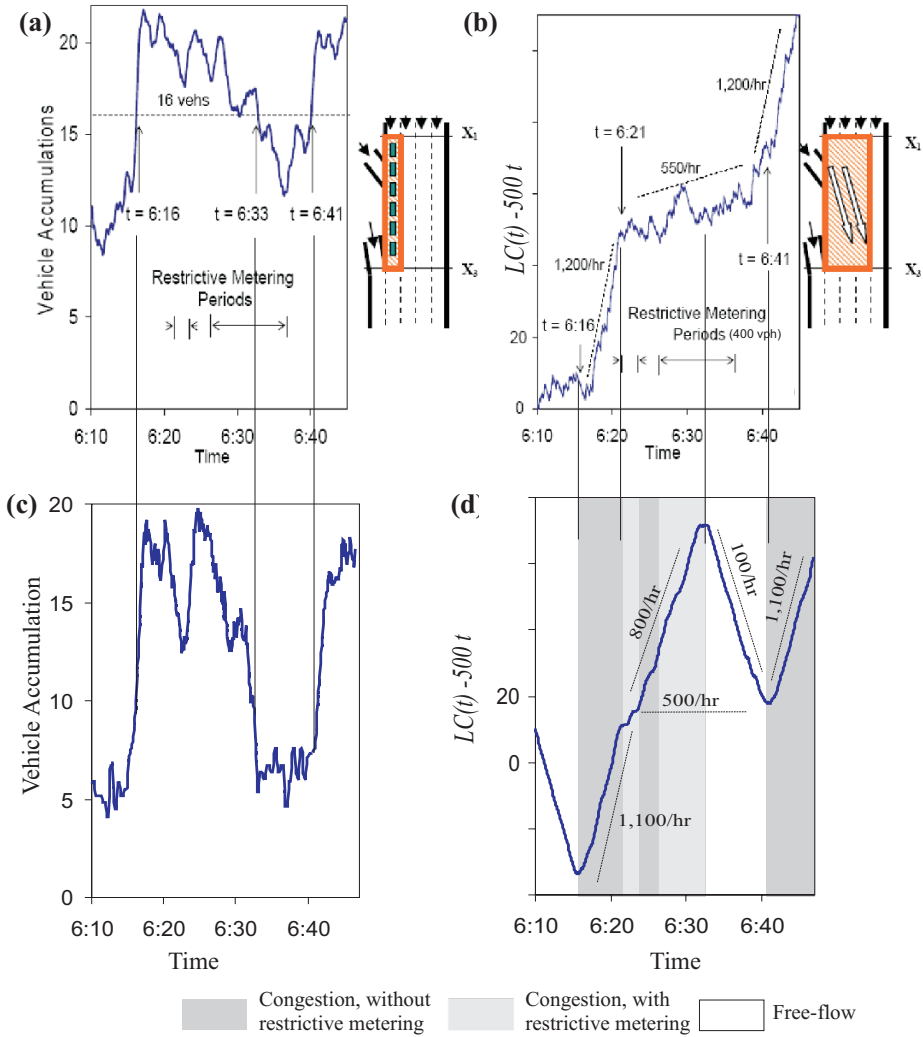 (a)
Vehicle Accumulations
20
15
10
5
0
16 vehs
t = 6:16
t = 6:33
t = 6:41
Restrictive Metering
Periods
6:10
6:20
6:30
6:40
Time
X₁
X₃
(b)
LC(t) -500 t
20
0
1,200/hr
t = 6:21
550/hr
1,200/hr
t = 6:41
t = 6:16
Restrictive Metering
Periods (400 vph)
6:10
6:20
6:30
6:40
Time
X₁
X₃
(c)
Vehicle Accumulation
20
15
10
5
0
6:10
6:20
6:30
6:40
Time
(d)
LC(t) -500 t
20
0
800/hr
100/hr
1,100/hr
500/hr
1,100/hr
6:10
6:20
6:30
6:40
Time
Congestion, without
restrictive metering
Congestion, with
restrictive metering
Free-flow